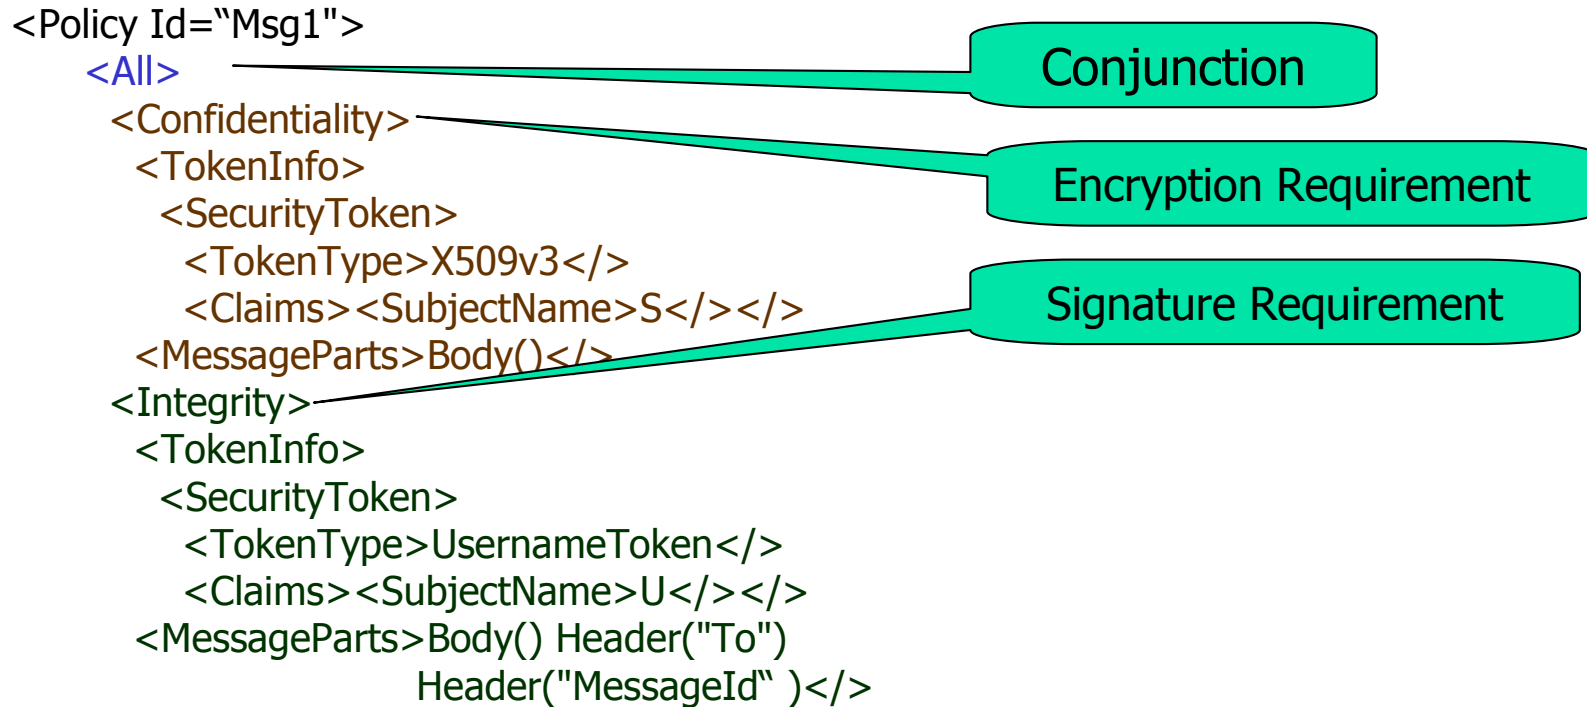 <Policy Id=“Msg1">
<All>
Conjunction
<Confidentiality>
<TokenInfo>
Encryption Requirement
<SecurityToken>
<TokenType>X509v3</>
<Claims><SubjectName>S</></>
Signature Requirement
<MessageParts>Body()</>
<Integrity>
<TokenInfo>
<SecurityToken>
<TokenType>UsernameToken</>
<Claims><SubjectName>U</></>
<MessageParts>Body() Header("To")
Header("MessageId“ )</>